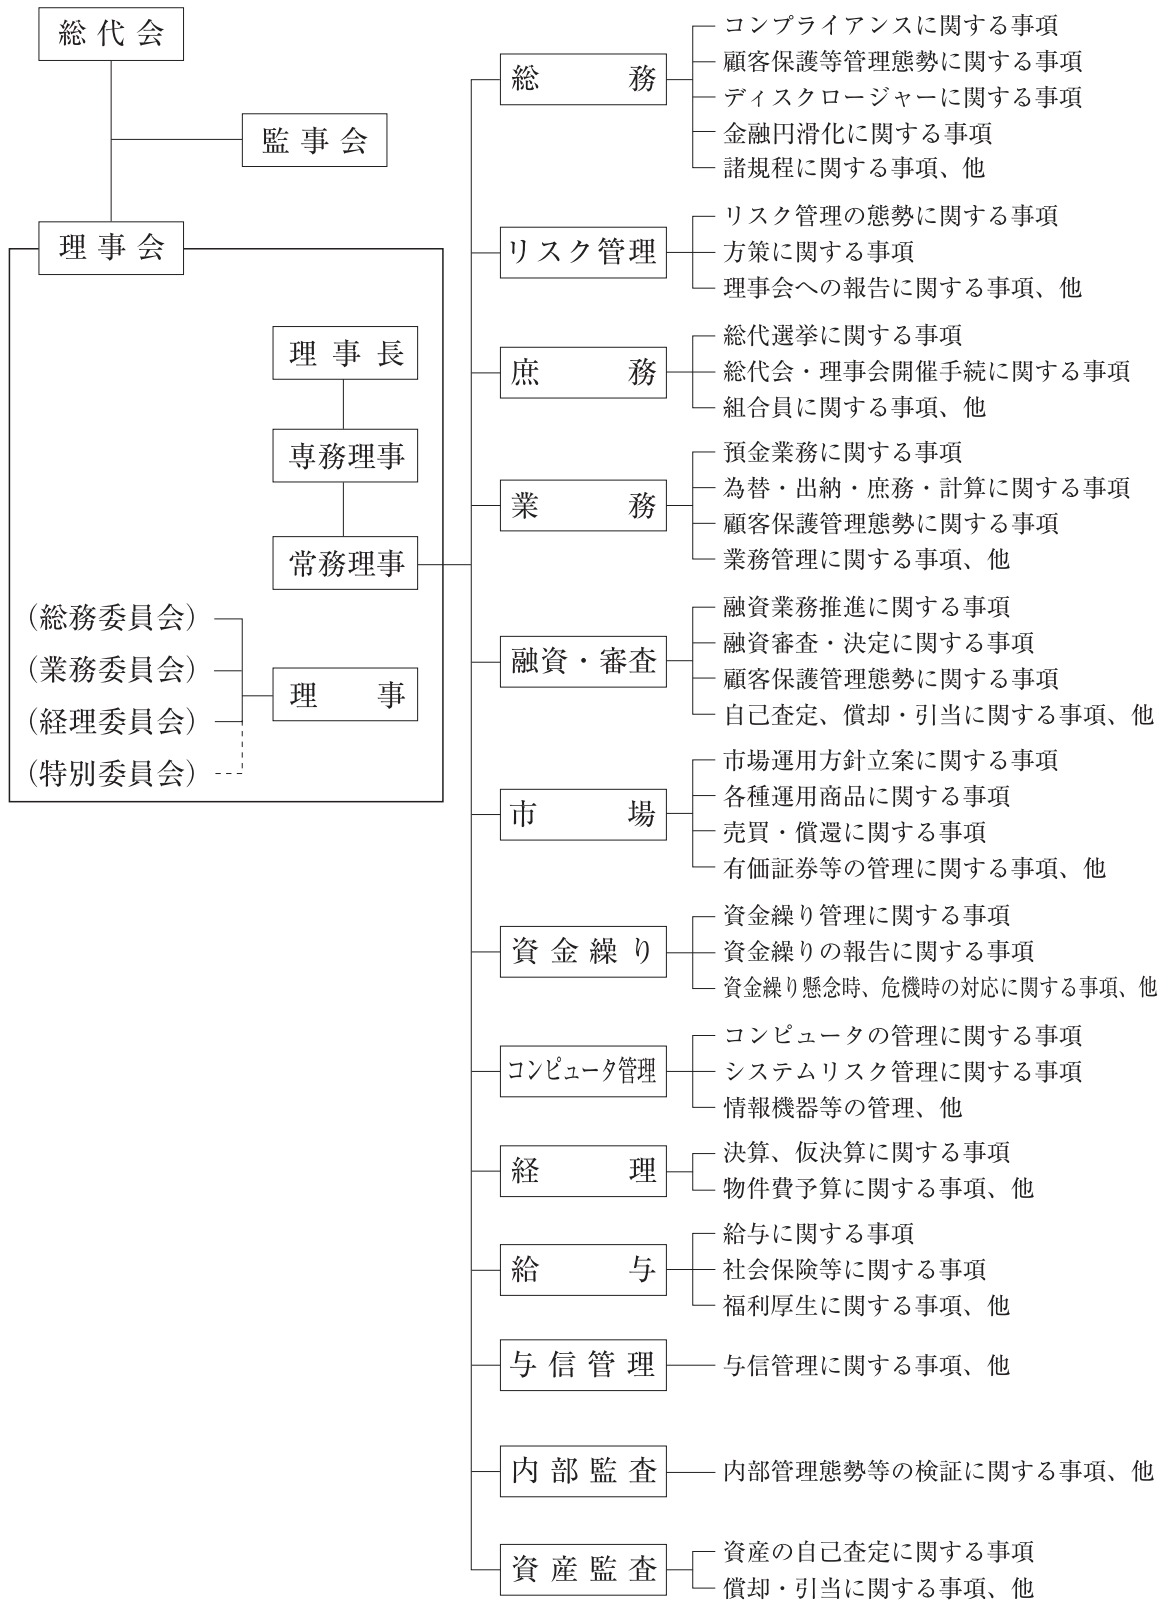 総代会
監事会
理事会
理事長
専務理事
常務理事
（総務委員会）
（業務委員会）
（経理委員会）
（特別委員会）
理事
総務
コンプライアンスに関する事項
顧客保護等管理態勢に関する事項
ディスクロージャーに関する事項
金融円滑化に関する事項
諸規程に関する事項、他
リスク管理
リスク管理の態勢に関する事項
方策に関する事項
理事会への報告に関する事項、他
庶務
総代選挙に関する事項
総代会・理事会開催手続に関する事項
組合員に関する事項、他
業務
預金業務に関する事項
為替・出納・庶務・計算に関する事項
顧客保護管理態勢に関する事項
業務管理に関する事項、他
融資・審査
融資業務推進に関する事項
融資審査・決定に関する事項
顧客保護管理態勢に関する事項
自己査定、償却・引当に関する事項、他
市場
市場運用方針立案に関する事項
各種運用商品に関する事項
売買・償還に関する事項
有価証券等の管理に関する事項、他
資金繰り
資金繰り管理に関する事項
資金繰りの報告に関する事項
資金繰り懸念時、危機時の対応に関する事項、他
コンピュータ管理
コンピュータの管理に関する事項
システムリスク管理に関する事項
情報機器等の管理、他
経理
決算、仮決算に関する事項
物件費予算に関する事項、他
給与
給与に関する事項
社会保険等に関する事項
福利厚生に関する事項、他
与信管理
与信管理に関する事項、他
内部監査
内部管理態勢等の検証に関する事項、他
資産監査
資産の自己査定に関する事項
償却・引当に関する事項、他